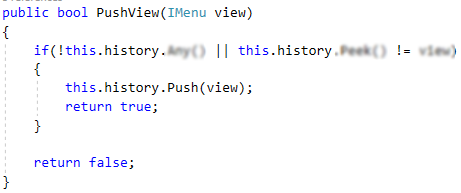 public bool PushView(IMenu view)
{
if(!this.history.Any() || this.history.Peek() != view)
{
this.history.Push(view);
return true;
}
return false;
}